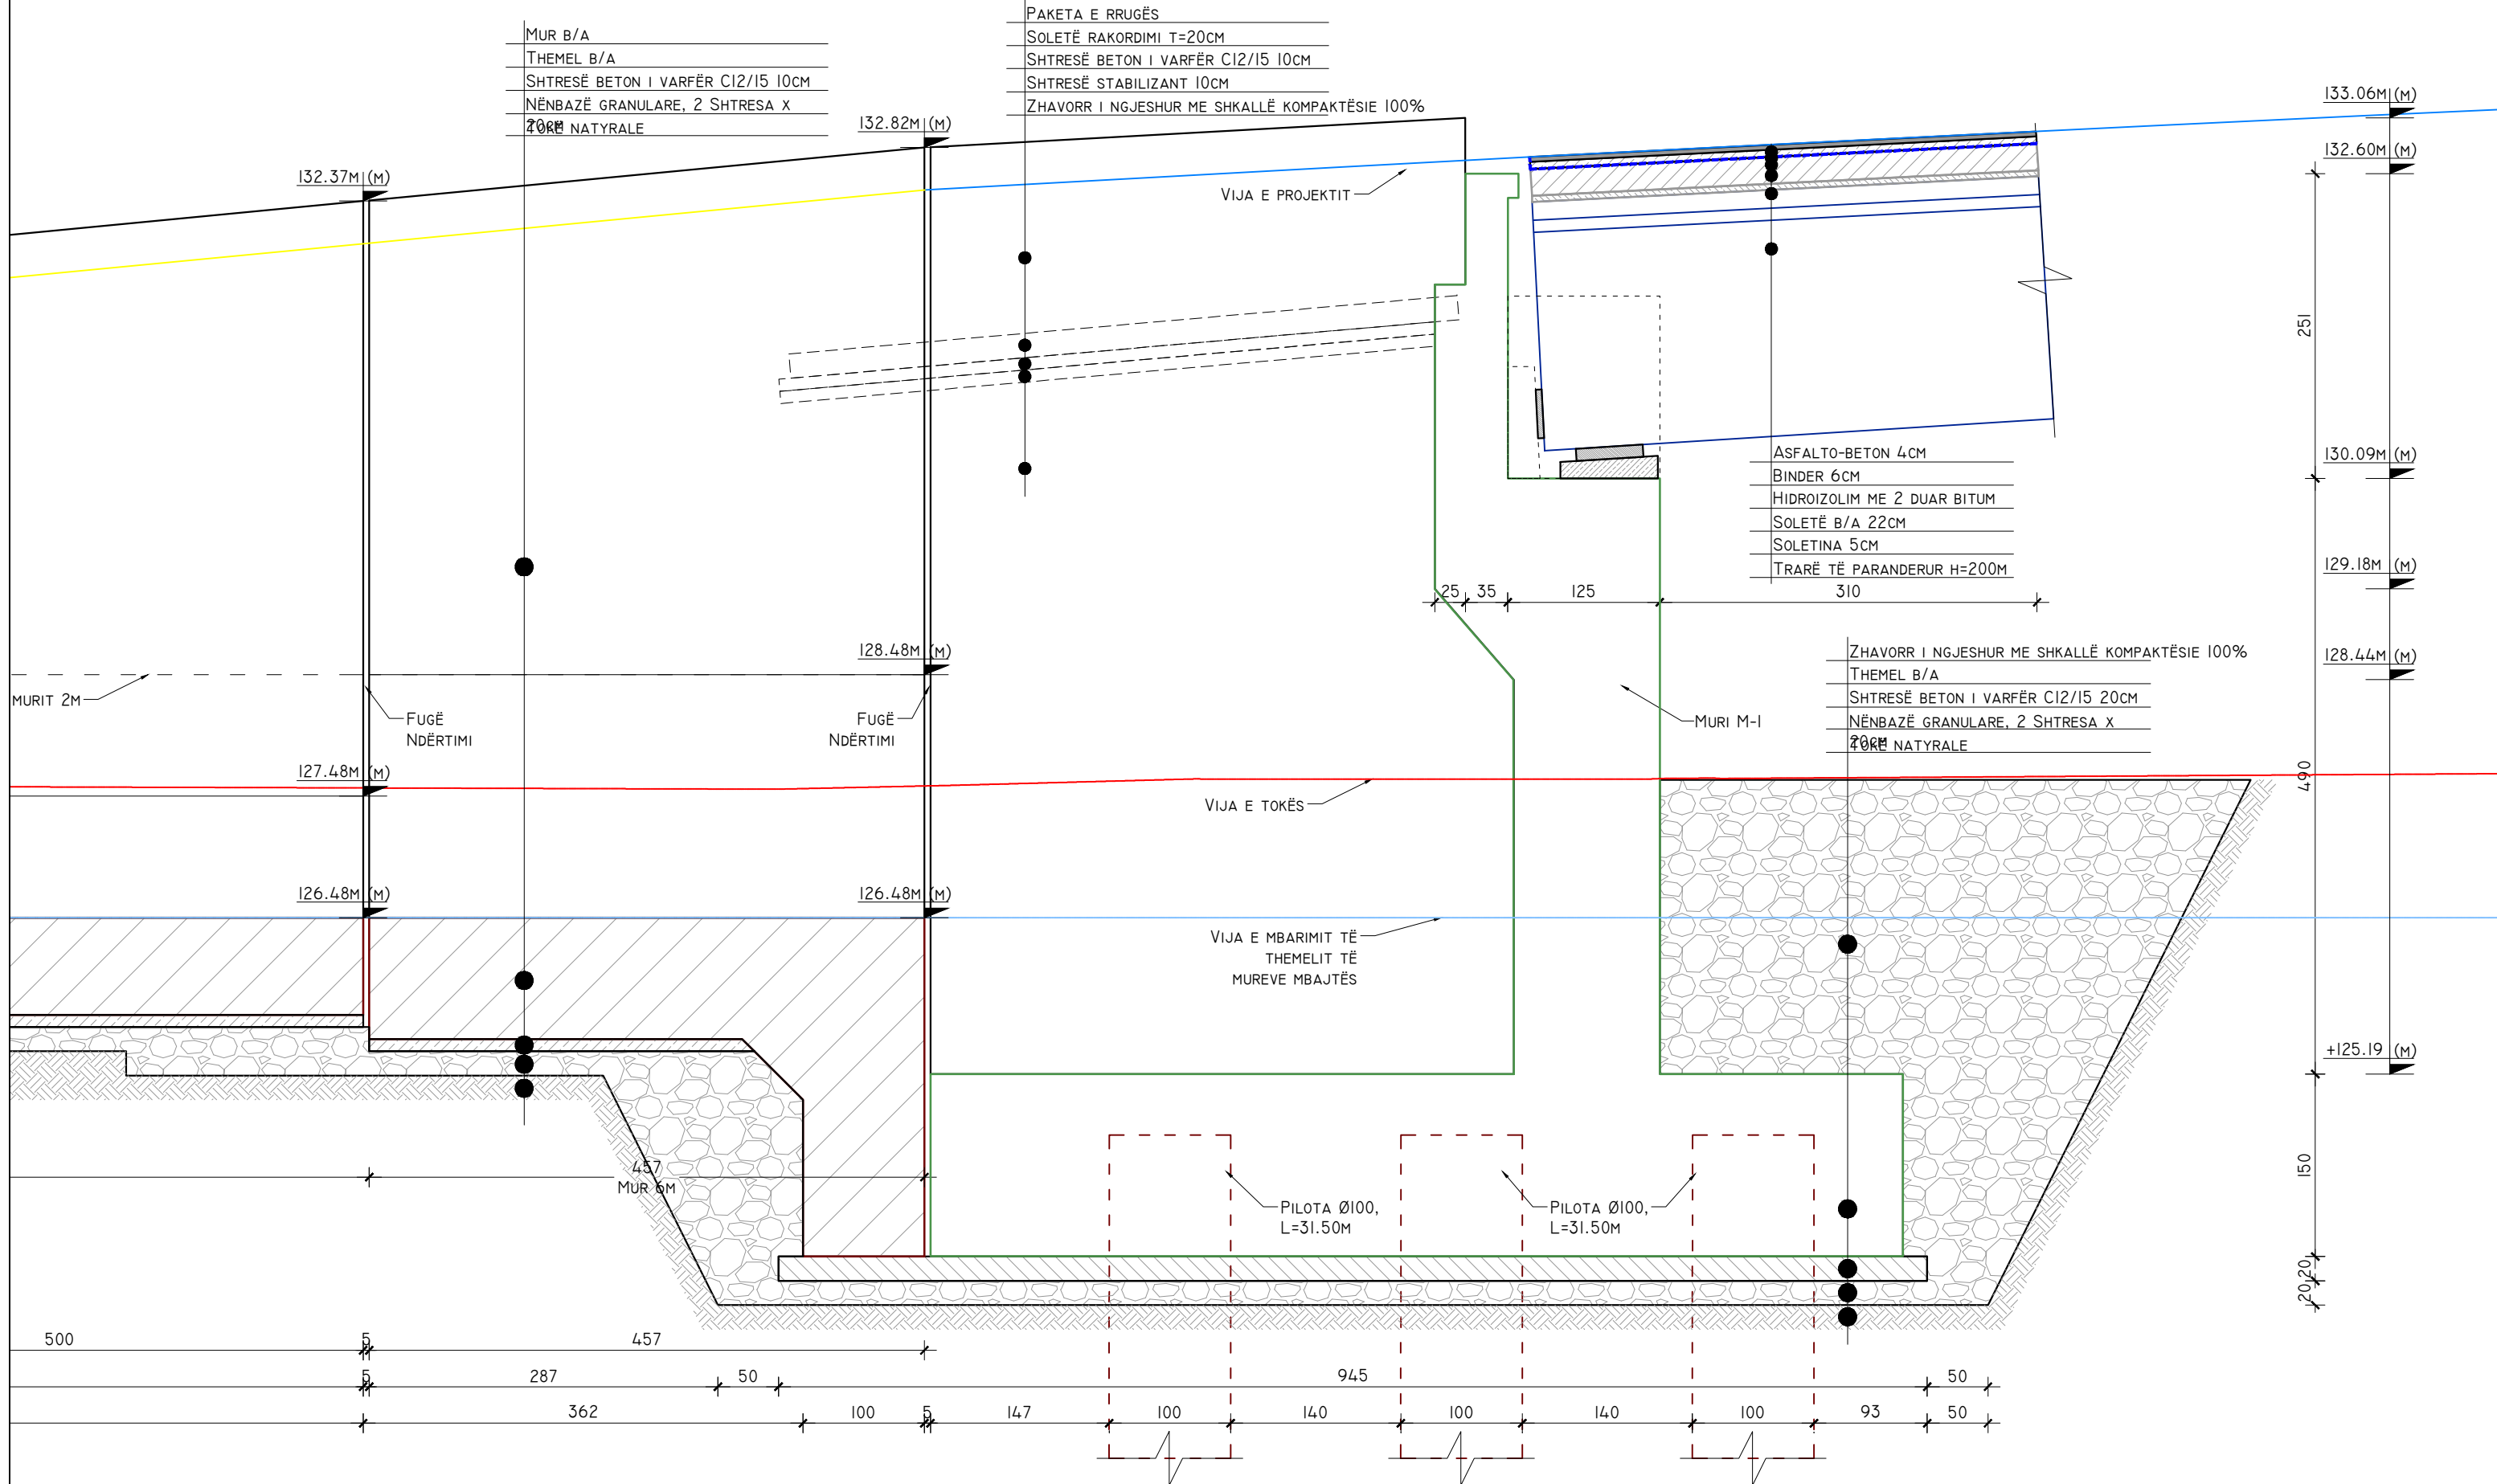 MUR B/A
THEMEL B/A
SHTRESË BETON I VARFËR C12/15 10CM
NËNBAZË GRANULARE, 2 SHTRESA X
20CM
TOKË NATYRALE
PAKETA E RRUGËS
SOLETË RAKORDIMI T=20CM
SHTRESË BETON I VARFËR C12/15 10CM
SHTRESË STABILIZANT 10CM
ZHAVORR I NGJESHUR ME SHKALLË KOMPAKTËSIE 100%
133.06M (M)
132.82M (M)
132.60M (M)
132.37M (M)
VIJA E PROJEKTIT
251
130.09M (M)
ASFALTO-BETON 4CM
BINDER 6CM
HIDROIZOLIM ME 2 DUAR BITUM
SOLETË B/A 22CM
SOLETINA 5CM
TRARË TË PARANDERUR H=200M
129.18M (M)
25 35 125 310
128.48M (M)
128.44M (M)
ZHAVORR I NGJESHUR ME SHKALLË KOMPAKTËSIE 100%
THEMEL B/A
SHTRESË BETON I VARFËR C12/15 20CM
NËNBAZË GRANULARE, 2 SHTRESA X
20CM
TOKË NATYRALE
MURIT 2M
FUGË
NDËRTIMI
FUGË
NDËRTIMI
MURI M-1
127.48M (M)
VIJA E TOKËS
490
126.48M (M)
126.48M (M)
VIJA E MBARIMIT TË
THEMELIT TË
MUREVE MBAJTËS
+125.19 (M)
457
MUR 6M
150
PILOTA Ø100,
L=31.50M
PILOTA Ø100,
L=31.50M
20
20
500 5 457
5 287 50 945 50
362 100 5 147 100 140 100 140 100 93 50